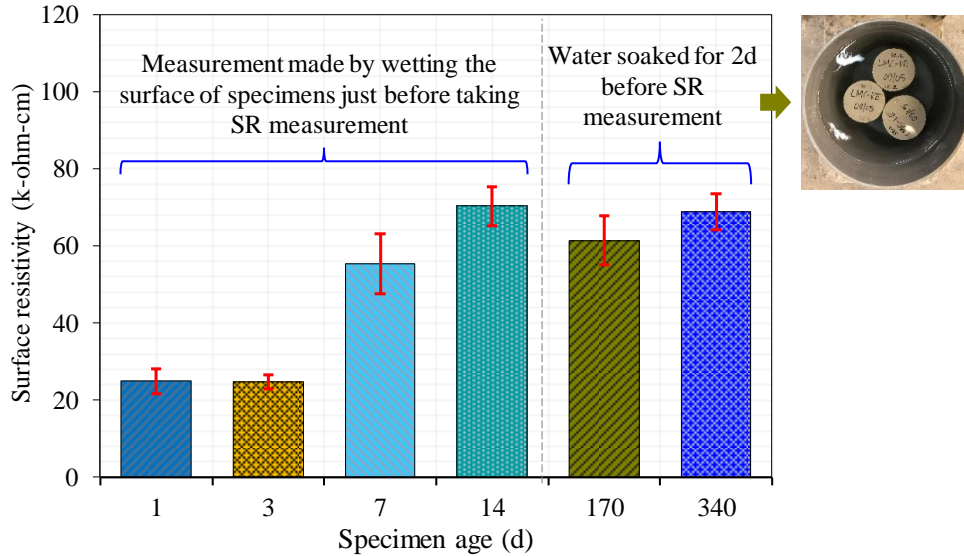 120
100
80
60
40
20
0
Surface resistivity (k-ohm-cm)
Measurement made by wetting the
surface of specimens just before taking
SR measurement
Water soaked for 2d
before SR
measurement
1 3 7 14 170 340
Specimen age (d)
00/05